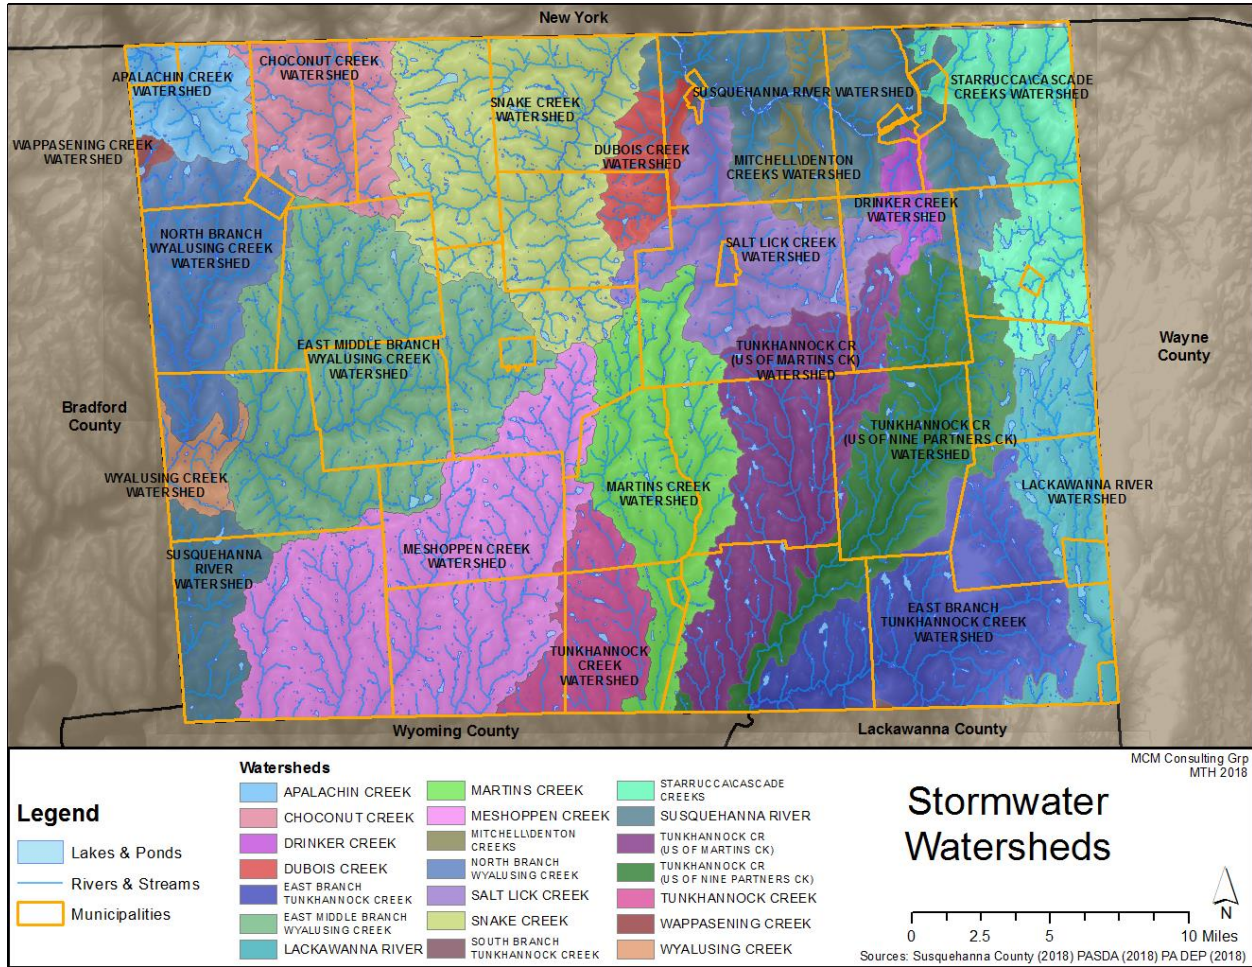 New York
APALACHIN CREEK
WATERSHED
CHOCONUT CREEK
WATERSHED
SNAKE CREEK
WATERSHED
SUSQUEHANNA RIVER WATERSHED
STARRUCCA\CASCADE
CREEKS WATERSHED
WAPPASENING CREEK
WATERSHED
DUBOIS CREEK
WATERSHED
MITCHELL\DENTON
CREEKS WATERSHED
DRINKER CREEK
WATERSHED
NORTH BRANCH
WYALUSING CREEK
WATERSHED
SALT LICK CREEK
WATERSHED
EAST MIDDLE BRANCH
WYALUSING CREEK
WATERSHED
TUNKHANNOCK CR
(US OF MARTINS CK)
WATERSHED
Wayne
County
Bradford
County
TUNKHANNOCK CR
(US OF NINE PARTNERS CK)
WATERSHED
WYALUSING CREEK
WATERSHED
MARTINS CREEK
WATERSHED
LACKAWANNA RIVER
WATERSHED
SUSQUEHANNA
RIVER
WATERSHED
MESHOPPEN CREEK
WATERSHED
EAST BRANCH
TUNKHANNOCK CREEK
WATERSHED
TUNKHANNOCK
CREEK
WATERSHED
Wyoming County
Lackawanna County
Legend
Lakes & Ponds
Rivers & Streams
Municipalities
Watersheds
APALACHIN CREEK
CHOCONUT CREEK
DRINKER CREEK
DUBOIS CREEK
EAST BRANCH
TUNKHANNOCK CREEK
EAST MIDDLE BRANCH
WYALUSING CREEK
LACKAWANNA RIVER
MARTINS CREEK
MESHOPPEN CREEK
MITCHELL\DENTON
CREEKS
NORTH BRANCH
WYALUSING CREEK
SALT LICK CREEK
SNAKE CREEK
SOUTH BRANCH
TUNKHANNOCK CREEK
STARRUCCA\CASCADE
CREEKS
SUSQUEHANNA RIVER
TUNKHANNOCK CR
(US OF MARTINS CK)
TUNKHANNOCK CR
(US OF NINE PARTNERS CK)
TUNKHANNOCK CREEK
WAPPASENING CREEK
WYALUSING CREEK
MCM Consulting Grp
MTH 2018
Stormwater
Watersheds
N
0 2.5 5 10 Miles
Sources: Susquehanna County (2018) PASDA (2018) PA DEP (2018)